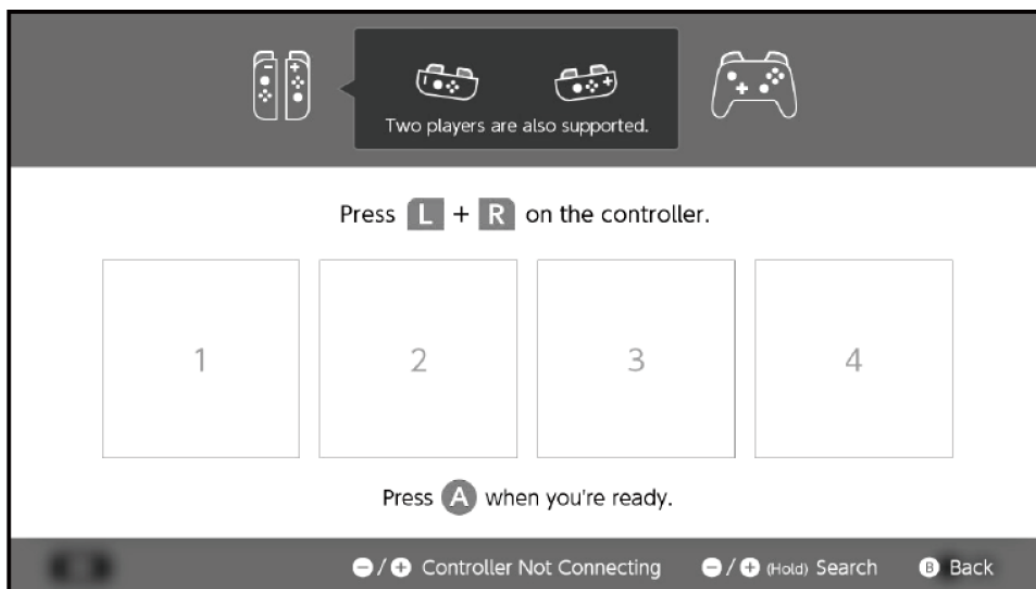 Two players are also supported.
Press L + R on the controller.
1 2 3 4
Press A when you're ready.
−/+ Controller Not Connecting −/+ (Hold) Search B Back